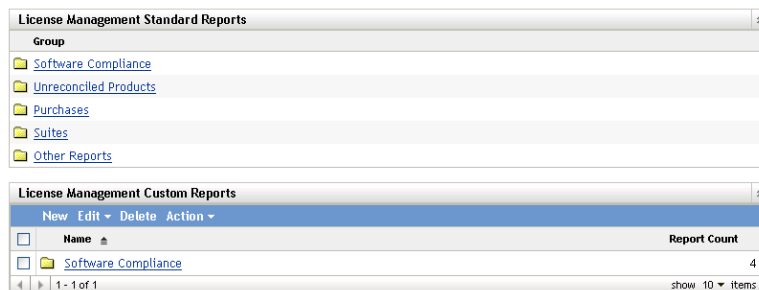 License Management Standard Reports
Group
Software Compliance
Unreconciled Products
Purchases
Suites
Other Reports
License Management Custom Reports
New Edit Delete Action
Name Report Count
Software Compliance 4
1 - 1 of 1 show 10 items